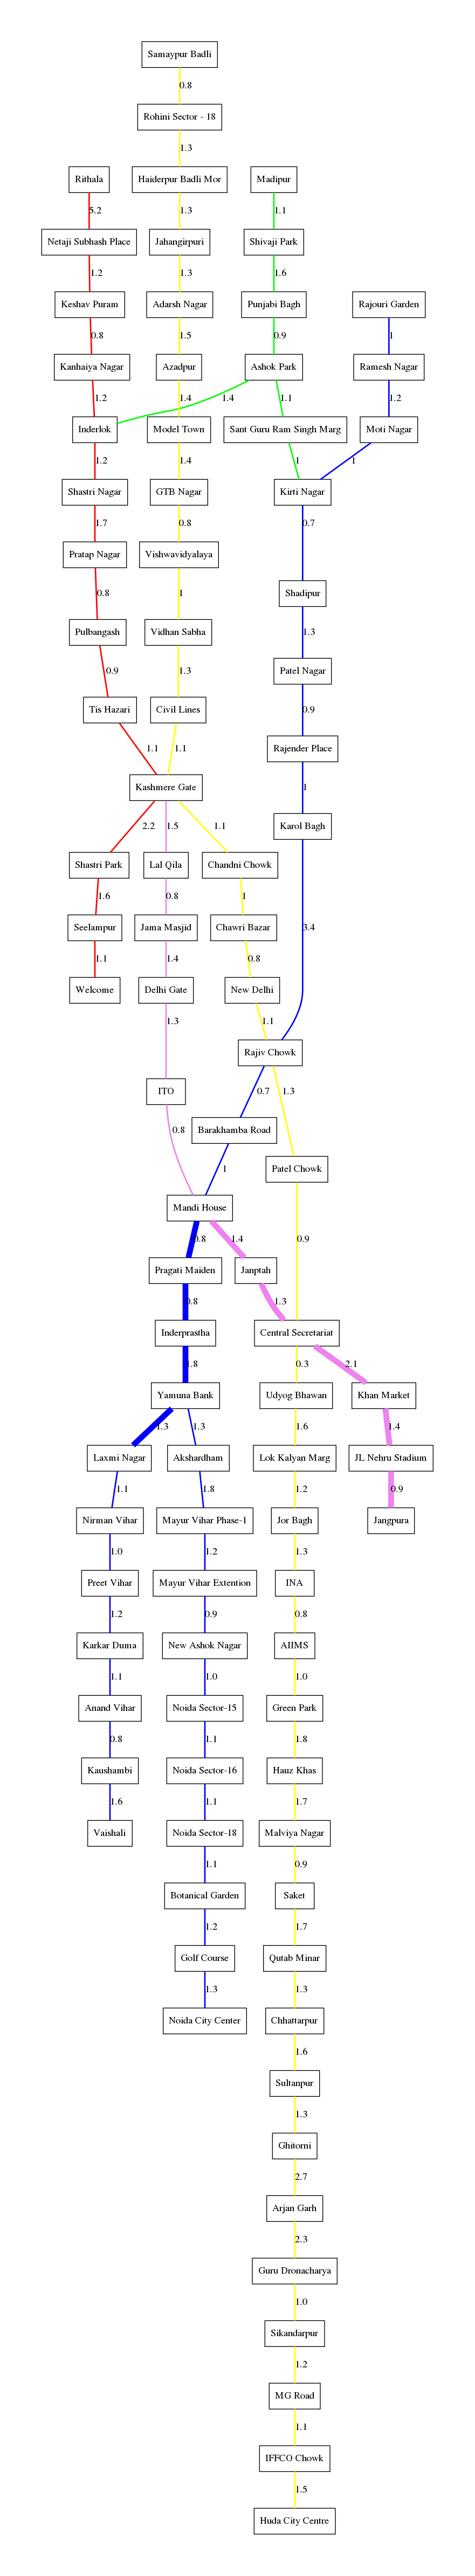 Samaypur Badli
0.8
Rohini Sector - 18
1.3
Rithala
Haiderpur Badli Mor
Madipur
5.2
1.3
1.1
Netaji Subhash Place
Jahangirpuri
Shivaji Park
1.2
1.3
1.6
Keshav Puram
Adarsh Nagar
Punjabi Bagh
Rajouri Garden
0.8
1.5
0.9
1
Kanhaiya Nagar
Azadpur
Ashok Park
Ramesh Nagar
1.2
1.4
1.4
1.1
1.2
Inderlok
Model Town
Sant Guru Ram Singh Marg
Moti Nagar
1.2
1.4
1
1
Shastri Nagar
GTB Nagar
Kirti Nagar
1.7
0.8
0.7
Pratap Nagar
Vishwavidyalaya
0.8
1
Shadipur
Pulbangash
Vidhan Sabha
1.3
0.9
1.3
Patel Nagar
Tis Hazari
Civil Lines
0.9
1.1
1.1
Rajender Place
Kashmere Gate
1
2.2
1.5
1.1
Karol Bagh
Shastri Park
Lal Qila
Chandni Chowk
1.6
0.8
1
Seelampur
Jama Masjid
Chawri Bazar
3.4
1.1
1.4
0.8
Welcome
Delhi Gate
New Delhi
1.3
1.1
Rajiv Chowk
ITO
0.7
1.3
0.8
Barakhamba Road
1
Patel Chowk
Mandi House
0.8
1.4
0.9
Pragati Maiden
Janptah
0.8
1.3
Inderprastha
Central Secretariat
1.8
0.3
2.1
Yamuna Bank
Udyog Bhawan
Khan Market
1.3
1.3
1.6
1.4
Laxmi Nagar
Akshardham
Lok Kalyan Marg
JL Nehru Stadium
1.1
1.8
1.2
0.9
Nirman Vihar
Mayur Vihar Phase-1
Jor Bagh
Jangpura
1.0
1.2
1.3
Preet Vihar
Mayur Vihar Extention
INA
1.2
0.9
0.8
Karkar Duma
New Ashok Nagar
AIIMS
1.1
1.0
1.0
Anand Vihar
Noida Sector-15
Green Park
0.8
1.1
1.8
Kaushambi
Noida Sector-16
Hauz Khas
1.6
1.1
1.7
Vaishali
Noida Sector-18
Malviya Nagar
1.1
0.9
Botanical Garden
Saket
1.2
1.7
Golf Course
Qutab Minar
1.3
1.3
Noida City Center
Chhattarpur
1.6
Sultanpur
1.3
Ghitorni
2.7
Arjan Garh
2.3
Guru Dronacharya
1.0
Sikandarpur
1.2
MG Road
1.1
IFFCO Chowk
1.5
Huda City Centre